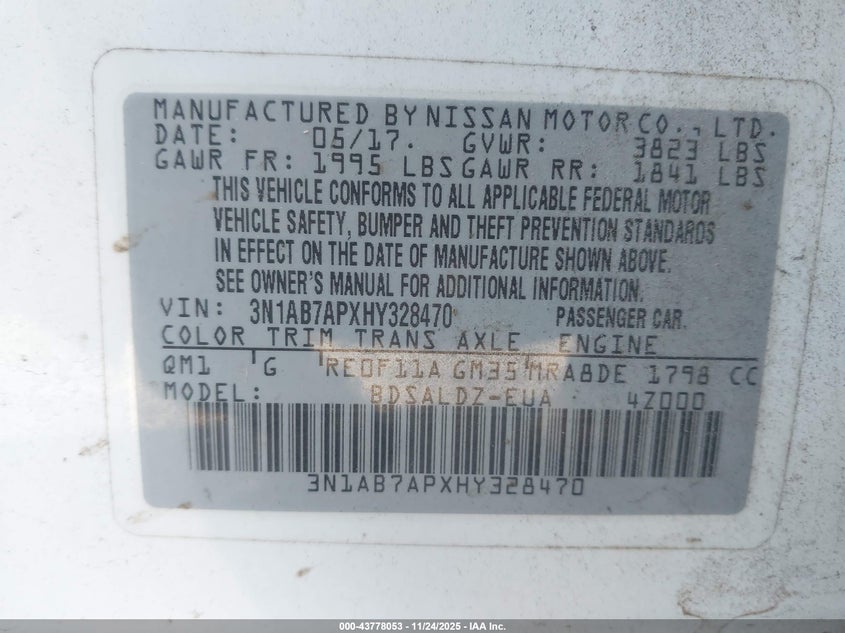 MANUFACTURED BY NISSAN MOTOR CO., LTD.
DATE: 05/17. GVWR: 3823 LBS
GAWR FR: 1995 LBS GAWR RR: 1841 LBS
THIS VEHICLE CONFORMS TO ALL APPLICABLE FEDERAL MOTOR
VEHICLE SAFETY, BUMPER AND THEFT PREVENTION STANDARDS
IN EFFECT ON THE DATE OF MANUFACTURE SHOWN ABOVE.
SEE OWNER'S MANUAL FOR ADDITIONAL INFORMATION.
VIN: 3N1AB7APXHY328470 PASSENGER CAR.
COLOR TRIM TRANS AXLE ENGINE
QM1 G RE0F11A GM35 MRA8DE 1798 CC
MODEL: BDSALDZ-EUA 4Z000
3N1AB7APXHY328470
000-43778053 - 11/24/2025 - IAA Inc.